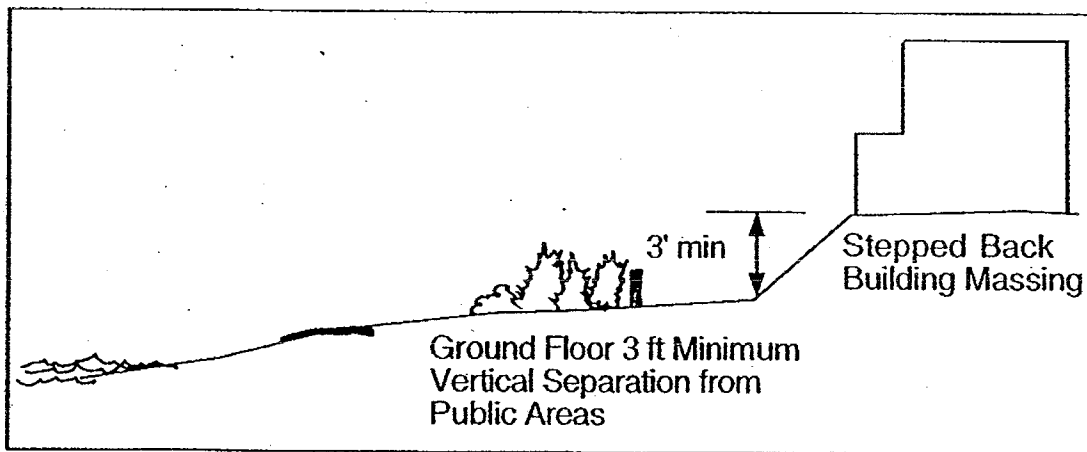 3' min
Stepped Back
Building Massing
Ground Floor 3 ft Minimum
Vertical Separation from
Public Areas